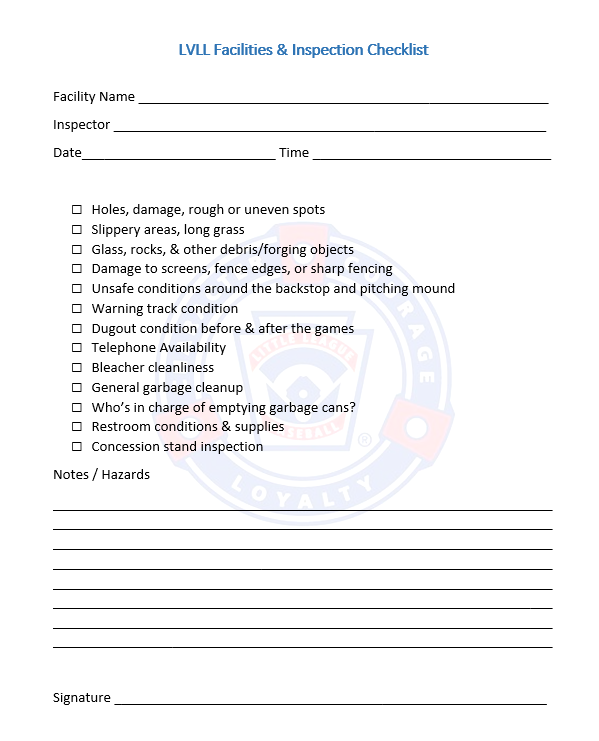 LVLL Facilities & Inspection Checklist
Facility Name
Inspector
Date Time
Holes, damage, rough or uneven spots
Slippery areas, long grass
Glass, rocks, & other debris/forging objects
Damage to screens, fence edges, or sharp fencing
Unsafe conditions around the backstop and pitching mound
Warning track condition
Dugout condition before & after the games
Telephone Availability
Bleacher cleanliness
General garbage cleanup
Who's in charge of emptying garbage cans?
Restroom conditions & supplies
Concession stand inspection
LITTLE LEAGUE
BASEBALL
®
LOYALTY
Notes / Hazards
Signature